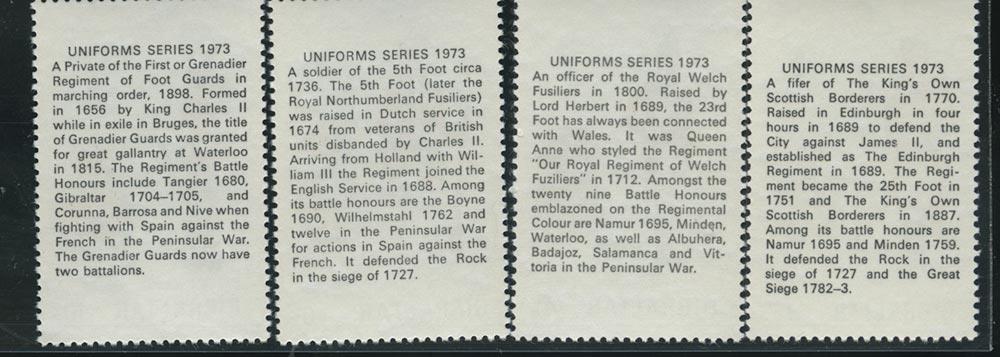 UNIFORMS SERIES 1973
A Private of the First or Grenadier
Regiment of Foot Guards in
marching order, 1898. Formed
in 1656 by King Charles II
while in exile in Bruges, the title
of Grenadier Guards was granted
for great gallantry at Waterloo
in 1815. The Regiment's Battle
Honours include Tangier 1680,
Gibraltar 1704–1705, and
Corunna, Barrosa and Nive when
fighting with Spain against the
French in the Peninsular War.
The Grenadier Guards now have
two battalions.
UNIFORMS SERIES 1973
A soldier of the 5th Foot circa
1736. The 5th Foot (later the
Royal Northumberland Fusiliers)
was raised in Dutch service in
1674 from veterans of British
units disbanded by Charles II.
Arriving from Holland with Wil-
liam III the Regiment joined the
English Service in 1688. Among
its battle honours are the Boyne
1690, Wilhelmstahl 1762 and
twelve in the Peninsular War
for actions in Spain against the
French. It defended the Rock
in the siege of 1727.
UNIFORMS SERIES 1973
An officer of the Royal Welch
Fusiliers in 1800. Raised by
Lord Herbert in 1689, the 23rd
Foot has always been connected
with Wales. It was Queen
Anne who styled the Regiment
"Our Royal Regiment of Welch
Fuziliers" in 1712. Amongst the
twenty nine Battle Honours
emblazoned on the Regimental
Colour are Namur 1695, Minden,
Waterloo, as well as Albuhera,
Badajoz, Salamanca and Vit-
toria in the Peninsular War.
UNIFORMS SERIES 1973
A fifer of The King's Own
Scottish Borderers in 1770.
Raised in Edinburgh in four
hours in 1689 to defend the
City against James II, and
established as The Edinburgh
Regiment in 1689. The Regi-
ment became the 25th Foot in
1751 and The King's Own
Scottish Borderers in 1887.
Among its battle honours are
Namur 1695 and Minden 1759.
It defended the Rock in the
siege of 1727 and the Great
Siege 1782–3.